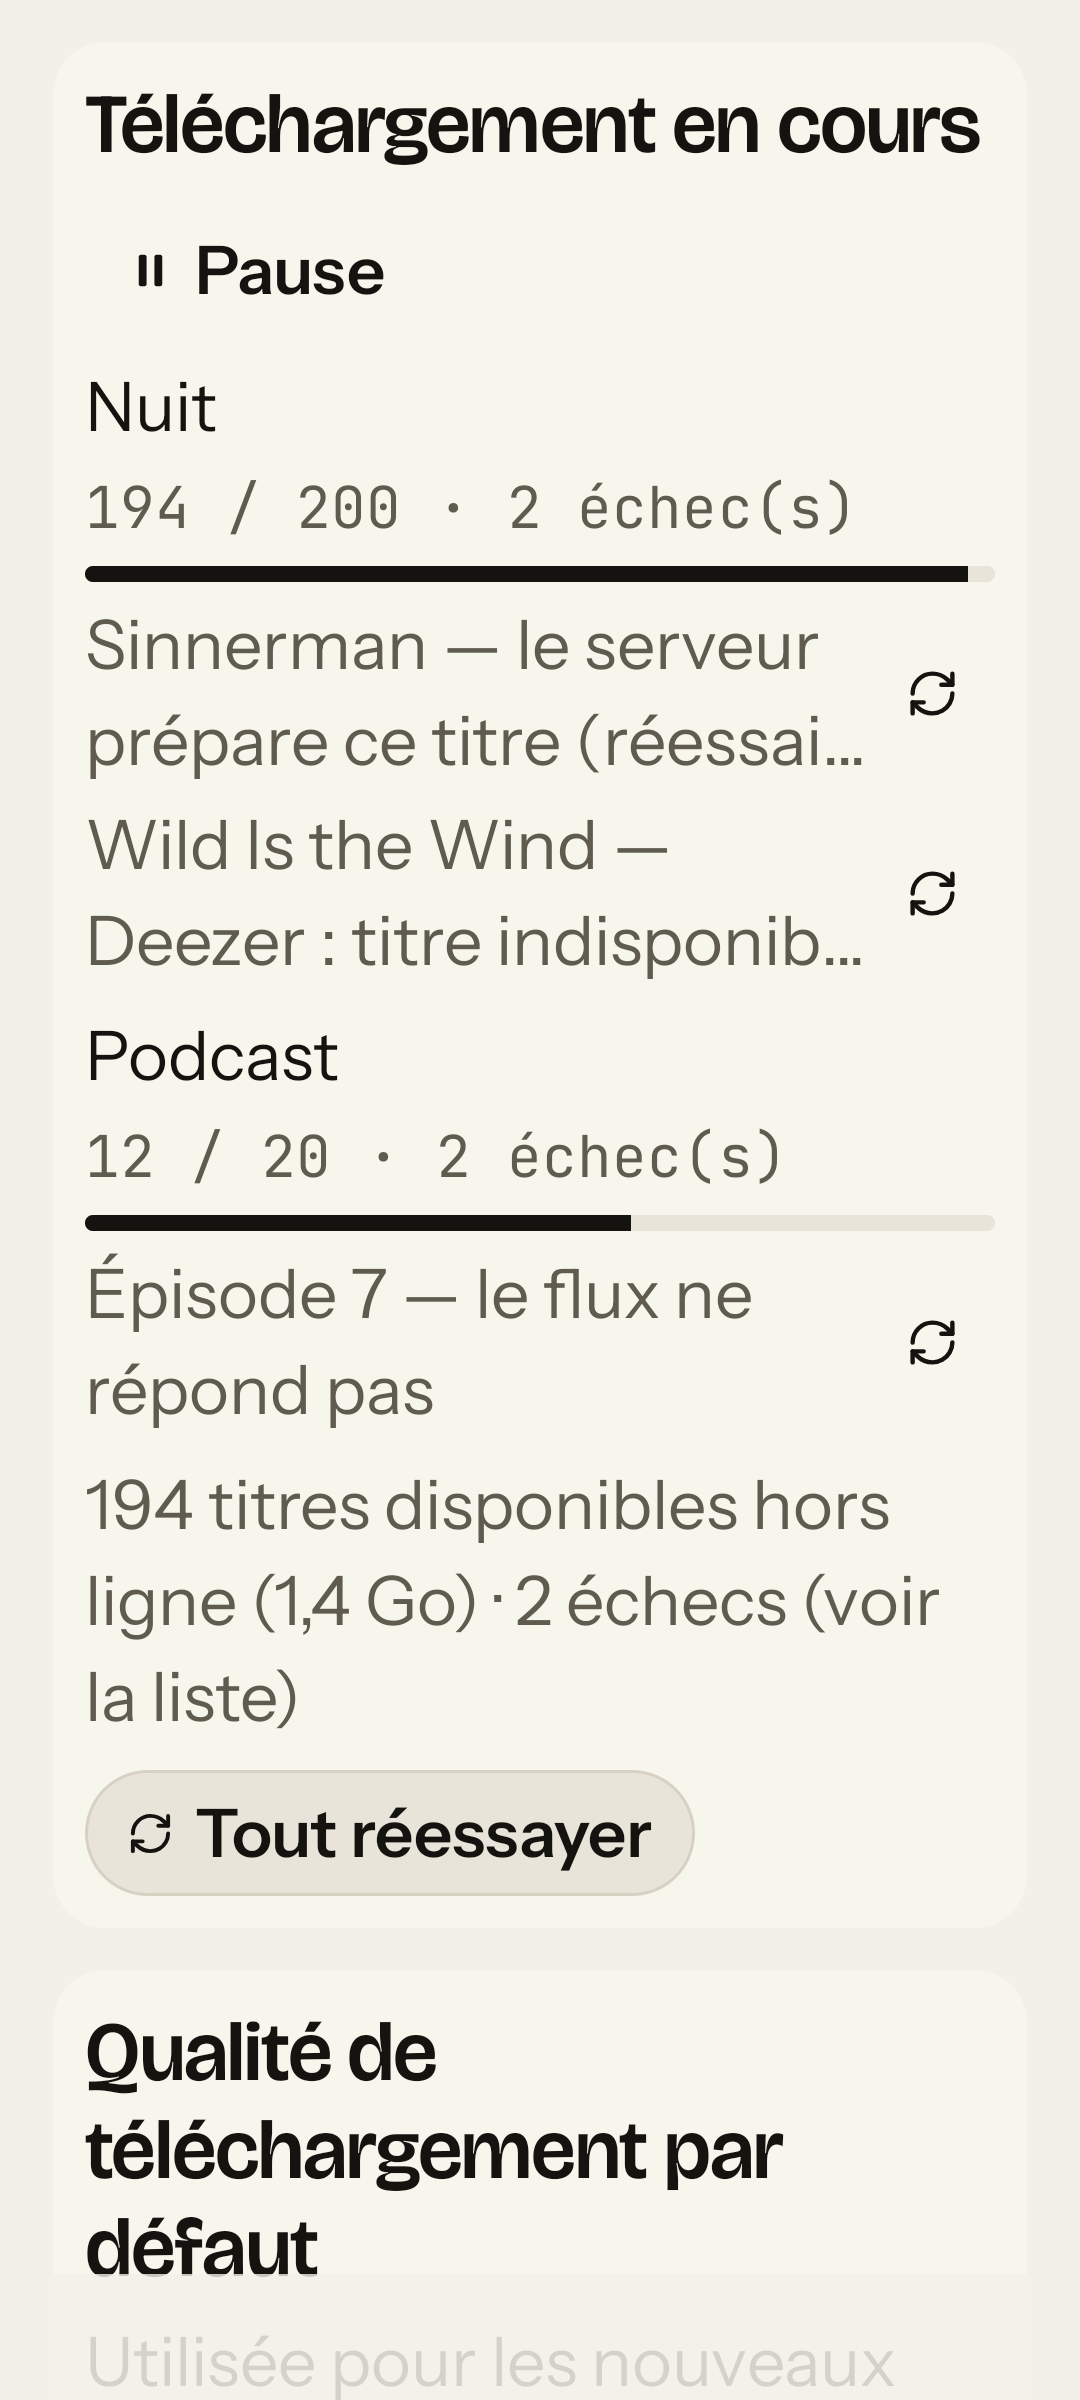 Téléchargement en cours
Pause
Nuit
194 / 200 · 2 échec(s)
Sinnerman — le serveur
prépare ce titre (réessai…
Wild Is the Wind —
Deezer : titre indisponib…
Podcast
12 / 20 · 2 échec(s)
Épisode 7 — le flux ne
répond pas
194 titres disponibles hors
ligne (1,4 Go) · 2 échecs (voir
la liste)
Tout réessayer
Qualité de
téléchargement par
défaut
Utilisée pour les nouveaux